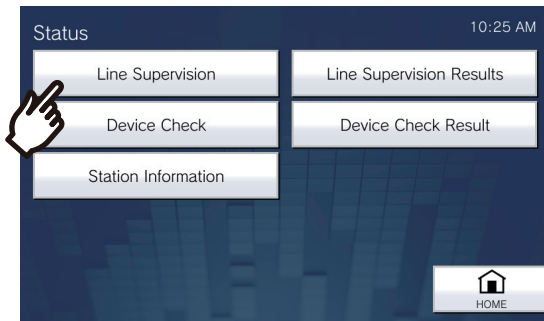 Status
10:25 AM
Line Supervision
Line Supervision Results
Device Check
Device Check Result
Station Information
HOME